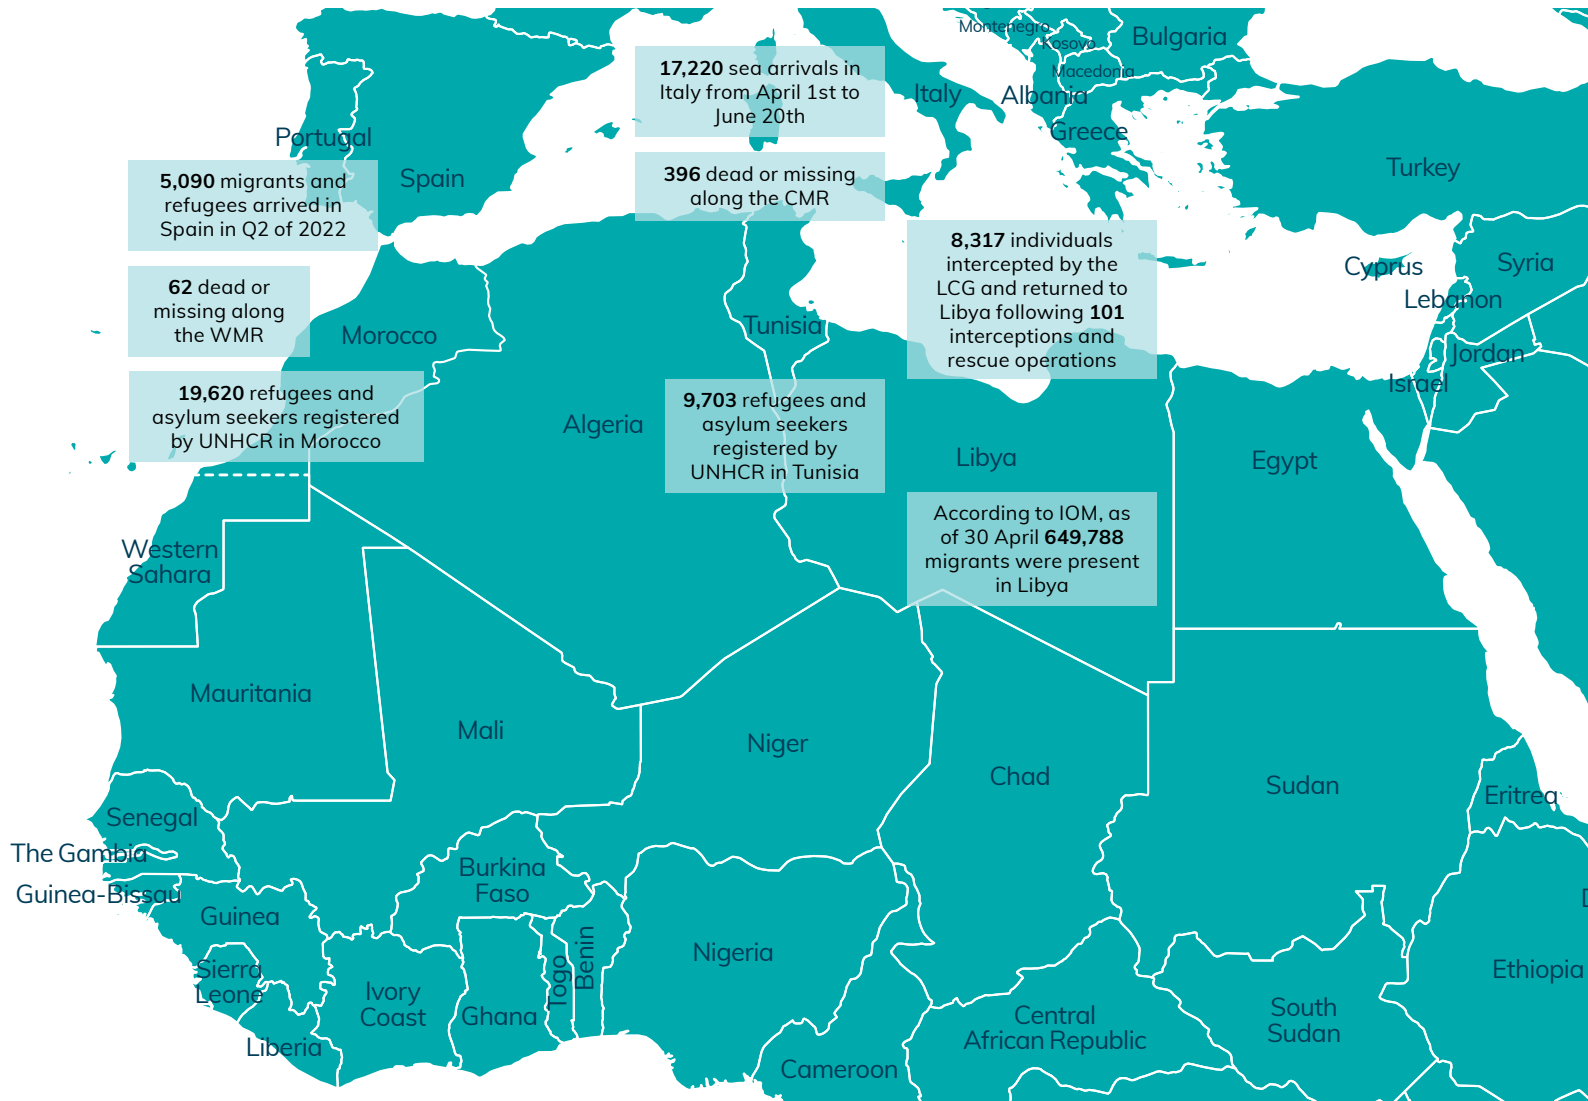 Montenegro
Kosovo
Bulgaria
Macedonia
Italy
Albania
Greece
Turkey
Portugal
Spain
17,220 sea arrivals in
Italy from April 1st to
June 20th
396 dead or missing
along the CMR
5,090 migrants and
refugees arrived in
Spain in Q2 of 2022
62 dead or
missing along
the WMR
19,620 refugees and
asylum seekers registered
by UNHCR in Morocco
8,317 individuals
intercepted by the
LCG and returned to
Libya following 101
interceptions and
rescue operations
9,703 refugees and
asylum seekers
registered by
UNHCR in Tunisia
According to IOM, as
of 30 April 649,788
migrants were present
in Libya
Cyprus
Syria
Lebanon
Jordan
Israel
Morocco
Tunisia
Algeria
Libya
Egypt
Western
Sahara
Mauritania
Mali
Niger
Chad
Sudan
Eritrea
Senegal
The Gambia
Guinea-Bissau
Guinea
Burkina
Faso
Sierra
Leone
Liberia
Ivory
Coast
Ghana
Togo
Benin
Nigeria
Cameroon
Central
African Republic
South
Sudan
Ethiopia